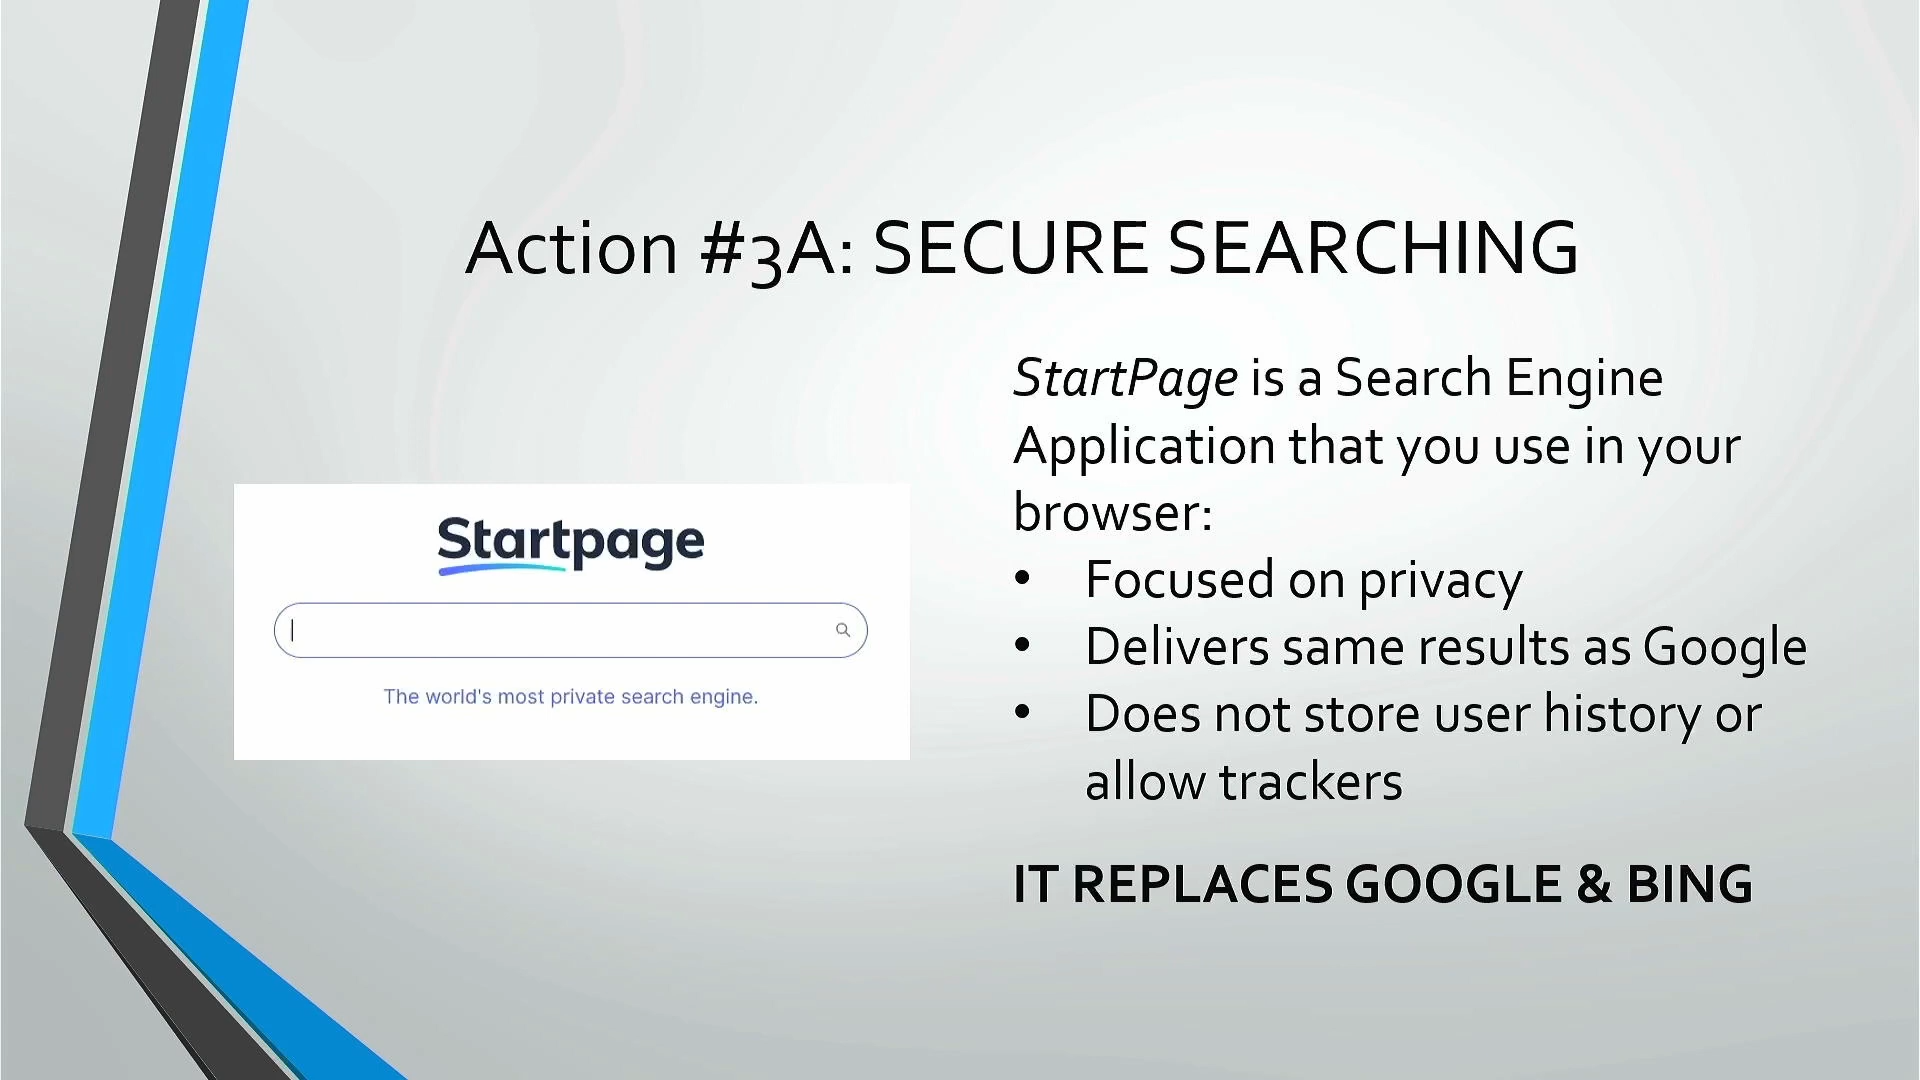 Action #3A: SECURE SEARCHING
Startpage
The world's most private search engine.
StartPage is a Search Engine
Application that you use in your
browser:
• Focused on privacy
• Delivers same results as Google
• Does not store user history or
allow trackers
IT REPLACES GOOGLE & BING